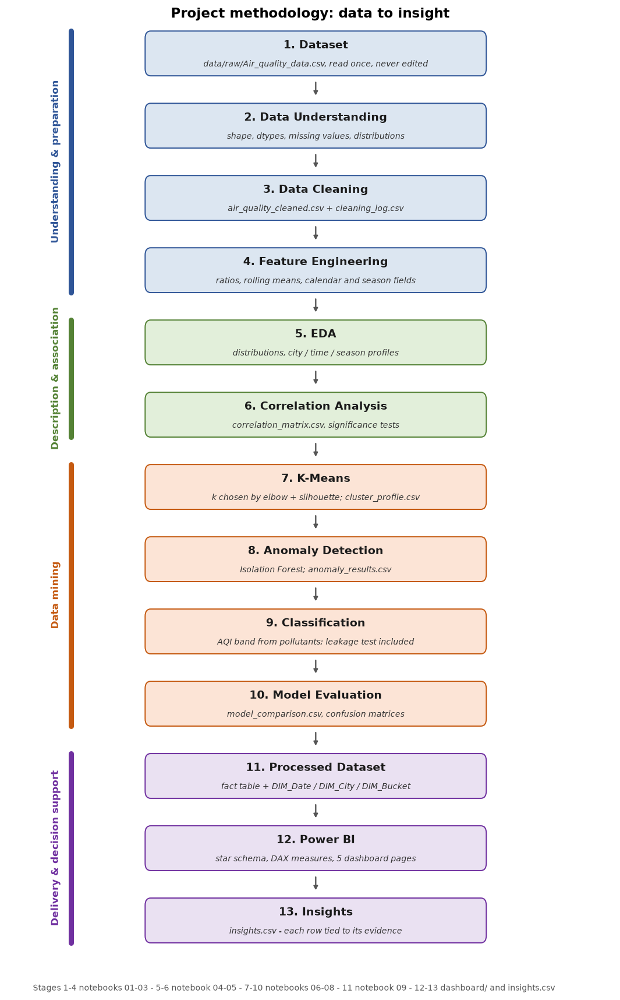 Project methodology: data to insight
Understanding & preparation
1. Dataset
data/raw/Air_quality_data.csv, read once, never edited
2. Data Understanding
shape, dtypes, missing values, distributions
3. Data Cleaning
air_quality_cleaned.csv + cleaning_log.csv
4. Feature Engineering
ratios, rolling means, calendar and season fields
Description & association
5. EDA
distributions, city / time / season profiles
6. Correlation Analysis
correlation_matrix.csv, significance tests
Data mining
7. K-Means
k chosen by elbow + silhouette; cluster_profile.csv
8. Anomaly Detection
Isolation Forest; anomaly_results.csv
9. Classification
AQI band from pollutants; leakage test included
10. Model Evaluation
model_comparison.csv, confusion matrices
Delivery & decision support
11. Processed Dataset
fact table + DIM_Date / DIM_City / DIM_Bucket
12. Power BI
star schema, DAX measures, 5 dashboard pages
13. Insights
insights.csv - each row tied to its evidence
Stages 1-4 notebooks 01-03 - 5-6 notebook 04-05 - 7-10 notebooks 06-08 - 11 notebook 09 - 12-13 dashboard/ and insights.csv